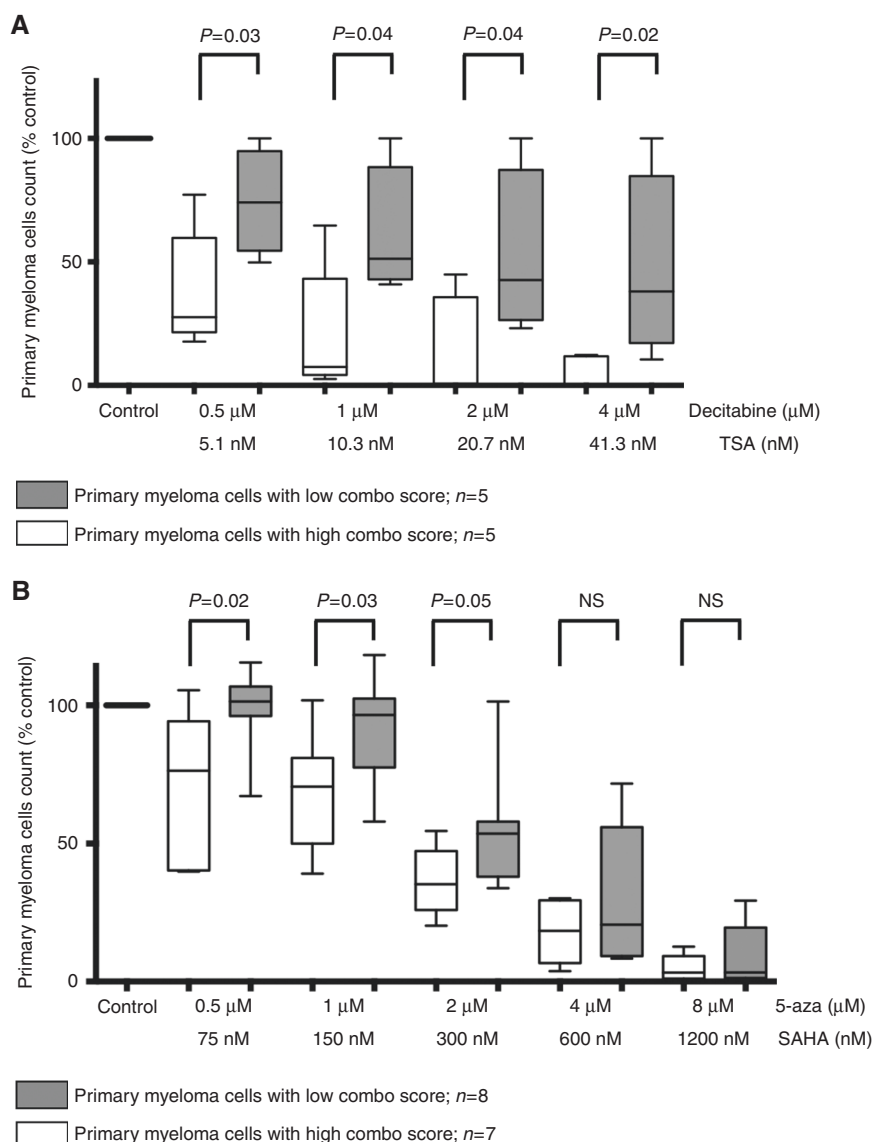 A
P=0.03 P=0.04 P=0.04 P=0.02
Primary myeloma cells count (% control)
100
50
0
Control 0.5 μM 1 μM 2 μM 4 μM Decitabine (μM)
5.1 nM 10.3 nM 20.7 nM 41.3 nM TSA (nM)
Primary myeloma cells with low combo score; n=5
Primary myeloma cells with high combo score; n=5
B
P=0.02 P=0.03 P=0.05 NS NS
Primary myeloma cells count (% control)
100
50
0
Control 0.5 μM 1 μM 2 μM 4 μM 8 μM 5-aza (μM)
75 nM 150 nM 300 nM 600 nM 1200 nM SAHA (nM)
Primary myeloma cells with low combo score; n=8
Primary myeloma cells with high combo score; n=7